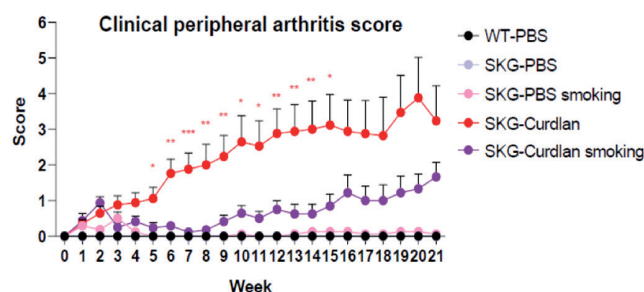 Clinical peripheral arthritis score
6
5
4
3
2
1
0
Score
* ** *** ** ** * * ** ** ** *
0 1 2 3 4 5 6 7 8 9 10 11 12 13 14 15 16 17 18 19 20 21
Week
WT-PBS
SKG-PBS
SKG-PBS smoking
SKG-Curdlan
SKG-Curdlan smoking